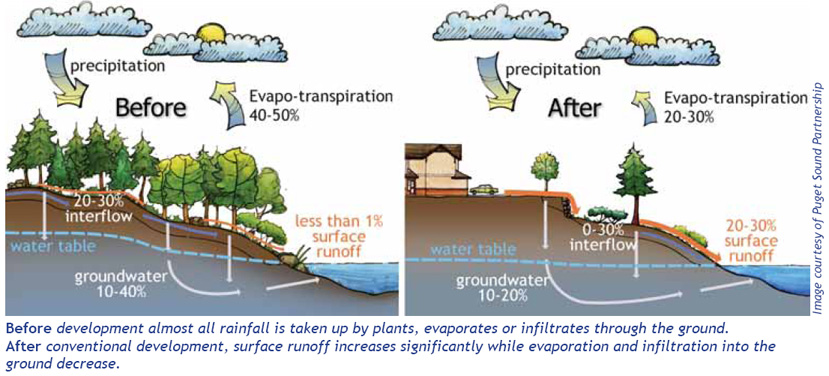 precipitation
Before
Evapo-transpiration
40-50%
20-30%
interflow
less than 1%
surface
runoff
water table
groundwater
10-40%
precipitation
After
Evapo-transpiration
20-30%
0-30%
interflow
20-30%
surface
runoff
water table
groundwater
10-20%
Image courtesy of Puget Sound Partnership
Before development almost all rainfall is taken up by plants, evaporates or infiltrates through the ground.
After conventional development, surface runoff increases significantly while evaporation and infiltration into the
ground decrease.